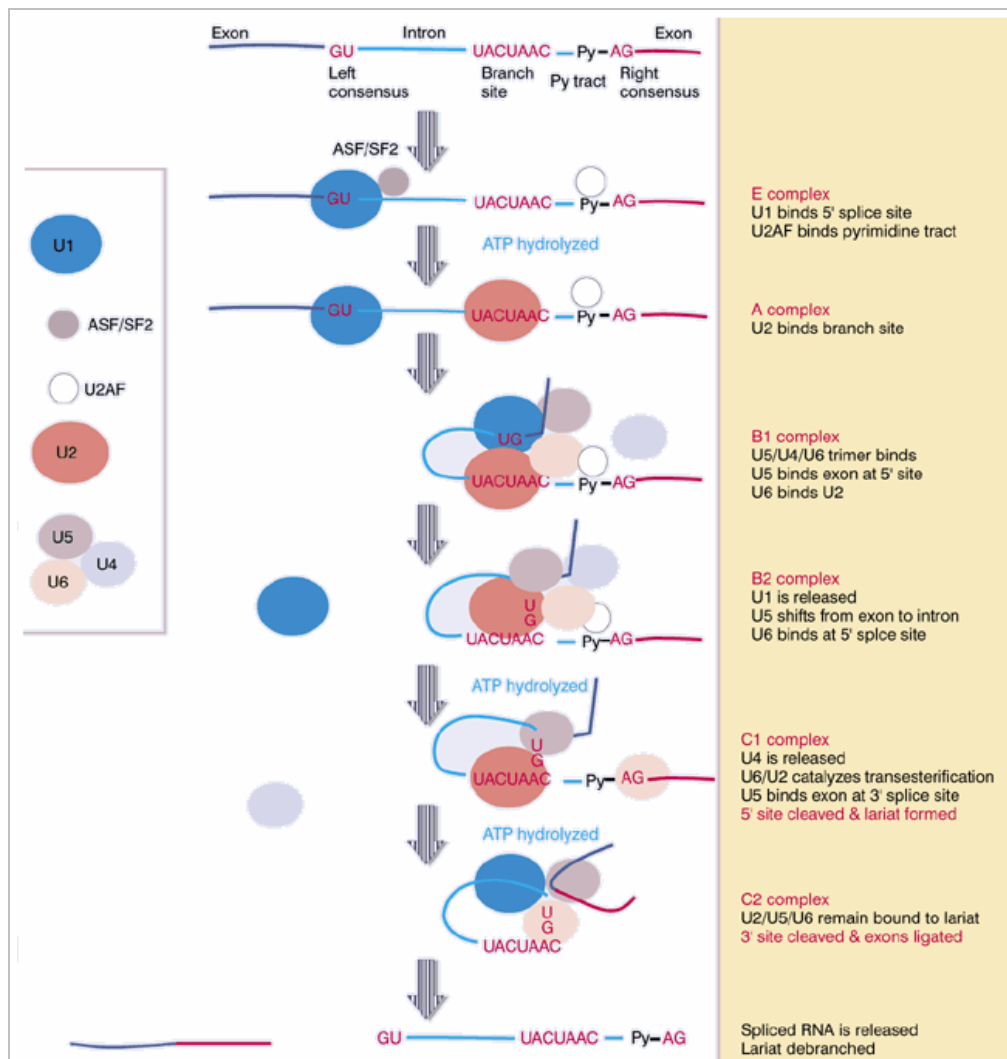 Exon Intron Exon
GU UACUAAC Py AG
Left consensus Branch site Py tract Right consensus
ASF/SF2
GU UACUAAC Py AG
E complex
U1 binds 5' splice site
U2AF binds pyrimidine tract
U1
ATP hydrolyzed
ASF/SF2
GU UACUAAC Py AG
A complex
U2 binds branch site
U2AF
U2
UG
UACUAAC Py AG
B1 complex
U5/U4/U6 trimer binds
U5 binds exon at 5' site
U6 binds U2
U5
U4
U6
UG
UACUAAC Py AG
B2 complex
U1 is released
U5 shifts from exon to intron
U6 binds at 5' splce site
ATP hydrolyzed
UG
UACUAAC Py AG
C1 complex
U4 is released
U6/U2 catalyzes transesterification
U5 binds exon at 3' splice site
5' site cleaved & lariat formed
ATP hydrolyzed
UG
UACUAAC
C2 complex
U2/U5/U6 remain bound to lariat
3' site cleaved & exons ligated
GU UACUAAC Py AG
Spliced RNA is released
Lariat debranched